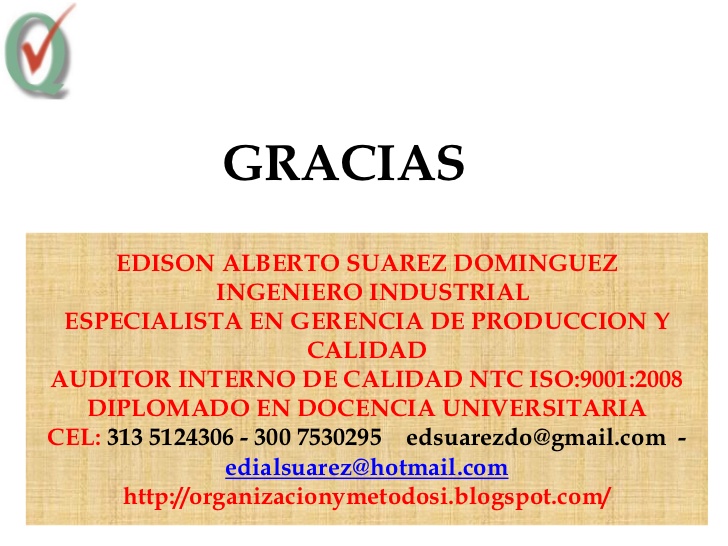 Q
GRACIAS
EDISON ALBERTO SUAREZ DOMINGUEZ
INGENIERO INDUSTRIAL
ESPECIALISTA EN GERENCIA DE PRODUCCION Y
CALIDAD
AUDITOR INTERNO DE CALIDAD NTC ISO:9001:2008
DIPLOMADO EN DOCENCIA UNIVERSITARIA
CEL: 313 5124306 - 300 7530295 edsuarezdo@gmail.com -
edialsuarez@hotmail.com
http://organizacionymetodosi.blogspot.com/